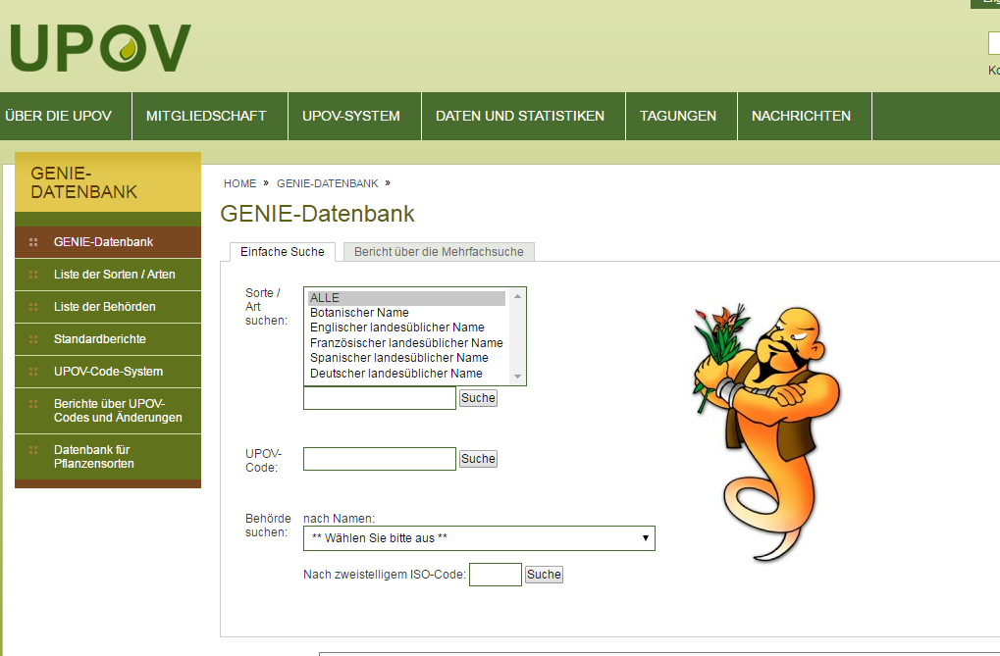 UPOV
ÜBER DIE UPOV
MITGLIEDSCHAFT
UPOV-SYSTEM
DATEN UND STATISTIKEN
TAGUNGEN
NACHRICHTEN
GENIE-
DATENBANK
GENIE-Datenbank
Liste der Sorten / Arten
Liste der Behörden
Standardberichte
UPOV-Code-System
Berichte über UPOV-
Codes und Änderungen
Datenbank für
Pflanzensorten
HOME » GENIE-DATENBANK »
GENIE-Datenbank
Einfache Suche
Bericht über die Mehrfachsuche
Sorte /
Art
suchen:
ALLE
Botanischer Name
Englischer landesüblicher Name
Französischer landesüblicher Name
Spanischer landesüblicher Name
Deutscher landesüblicher Name
Suche
UPOV-
Code:
Suche
Behörde
suchen:
nach Namen:
** Wählen Sie bitte aus **
Nach zweistelligem ISO-Code:
Suche